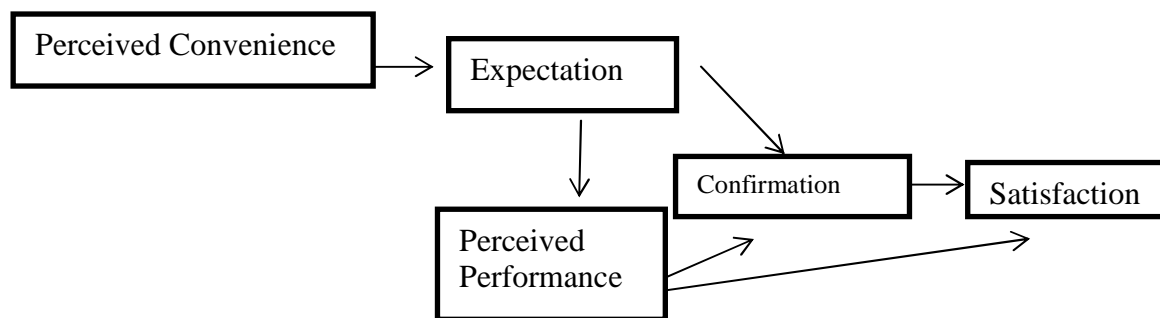 Perceived Convenience
Expectation
Confirmation
Satisfaction
Perceived
Performance